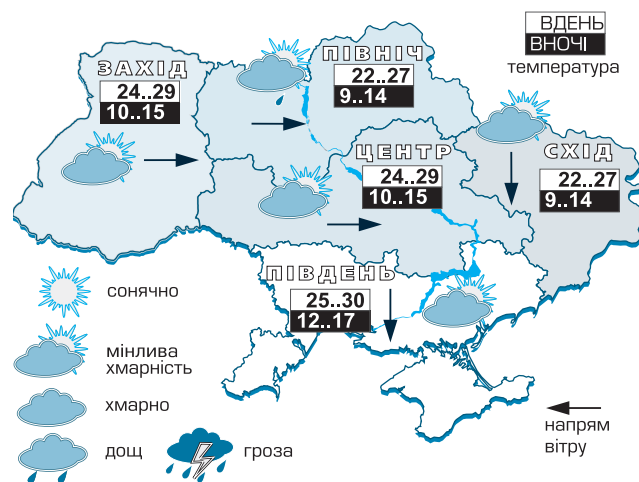 ВДЕНЬ
ВНОЧІ
температура
ЗАХІД
24..29
10..15
ПІВНІЧ
22..27
9..14
ЦЕНТР
24..29
10..15
СХІД
22..27
9..14
ПІВДЕНЬ
25..30
12..17
сонячно
мінлива
хмарність
хмарно
дощ
гроза
напрям
вітру